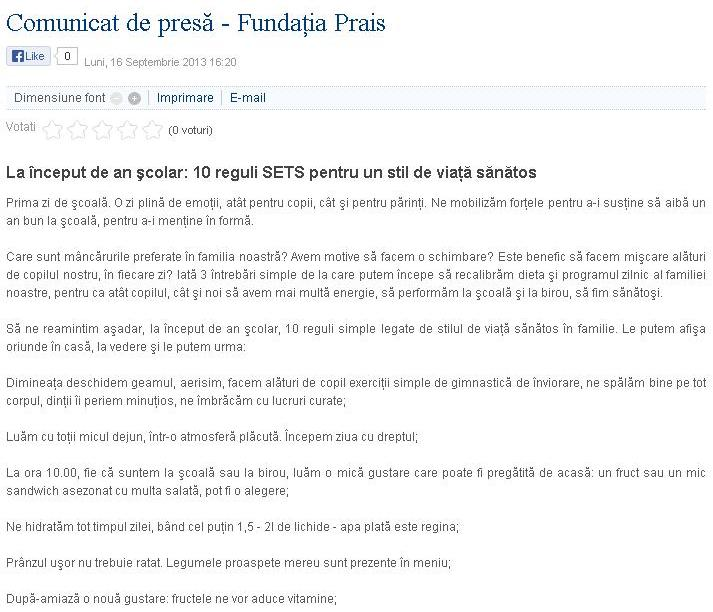 Comunicat de presă - Fundația Prais
Like 0 Luni, 16 Septembrie 2013 16:20
Dimensiune font Imprimare E-mail
Votati (0 voturi)
La început de an şcolar: 10 reguli SETS pentru un stil de viață sănătos
Prima zi de şcoală. O zi plină de emoții, atât pentru copii, cât şi pentru părinți. Ne mobilizăm forțele pentru a-i susține să aibă un
an bun la şcoală, pentru a-i menține în formă.
Care sunt mâncărurile preferate în familia noastră? Avem motive să facem o schimbare? Este benefic să facem mişcare alături
de copilul nostru, în fiecare zi? Iată 3 întrebări simple de la care putem începe să recalibrăm dieta şi programul zilnic al familiei
noastre, pentru ca atât copilul, cât şi noi să avem mai multă energie, să performăm la şcoală şi la birou, să fim sănătoşi.
Să ne reamintim aşadar, la început de an şcolar, 10 reguli simple legate de stilul de viață sănătos în familie. Le putem afişa
oriunde în casă, la vedere şi le putem urma:
Dimineața deschidem geamul, aerisim, facem alături de copil exerciții simple de gimnastică de înviorare, ne spălăm bine pe tot
corpul, dinții îi periem minuțios, ne îmbrăcăm cu lucruri curate;
Luăm cu toții micul dejun, într-o atmosferă plăcută. Începem ziua cu dreptul;
La ora 10.00, fie că suntem la şcoală sau la birou, luăm o mică gustare care poate fi pregătită de acasă: un fruct sau un mic
sandwich asezonat cu multa salată, pot fi o alegere;
Ne hidratăm tot timpul zilei, bând cel puțin 1,5 - 2l de lichide - apa plată este regina;
Prânzul uşor nu trebuie ratat. Legumele proaspete mereu sunt prezente în meniu;
După-amiază o nouă gustare: fructele ne vor aduce vitamine;